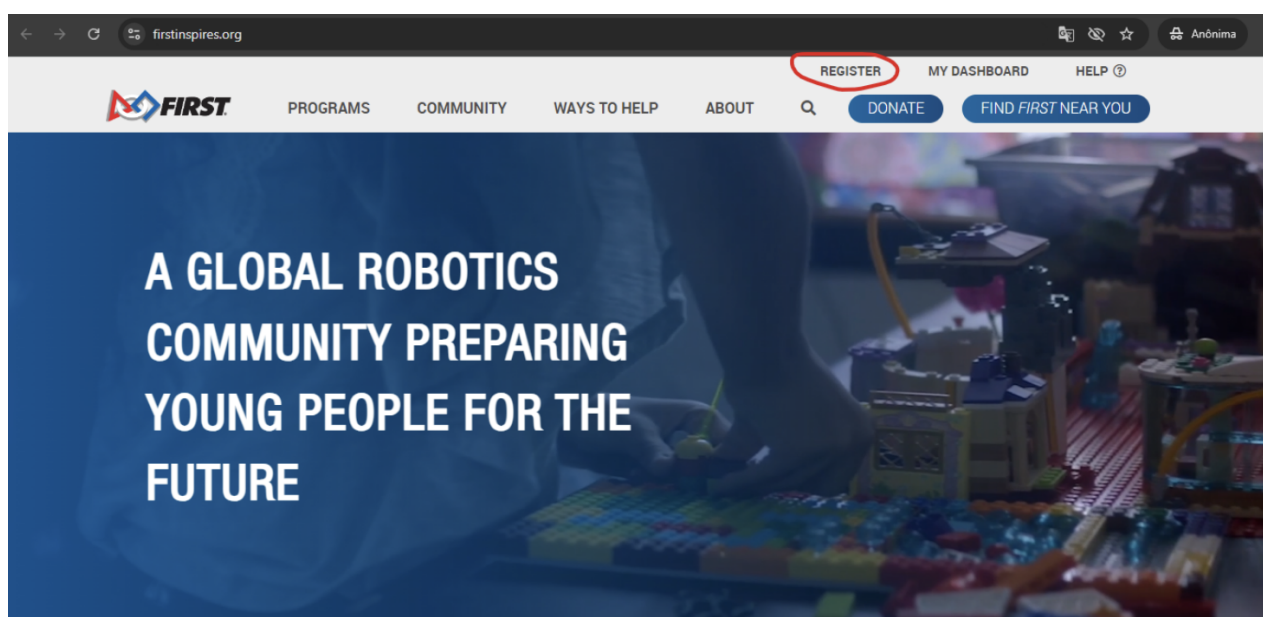 firstinspires.org
Anônima
REGISTER MY DASHBOARD HELP
FIRST PROGRAMS COMMUNITY WAYS TO HELP ABOUT DONATE FIND FIRST NEAR YOU
A GLOBAL ROBOTICS
COMMUNITY PREPARING
YOUNG PEOPLE FOR THE
FUTURE